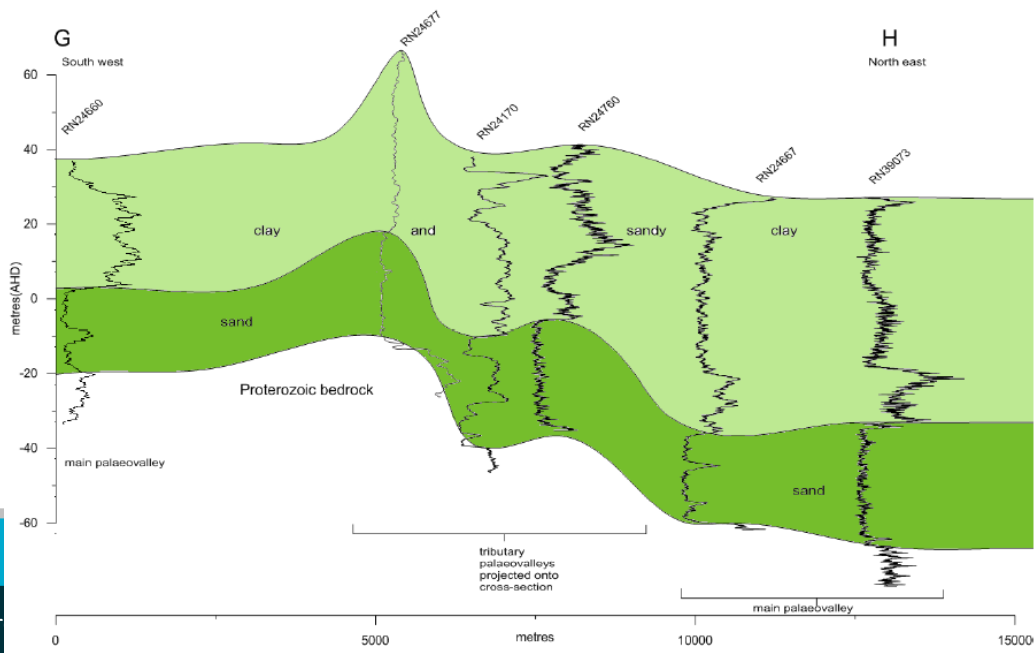 G
H
South west
North east
RN24660
RN24677
RN24170
RN24760
RN24667
RN39073
60
40
20
0
-20
-40
-60
metres(AHD)
clay
and
sandy
clay
sand
Proterozoic bedrock
main palaeovalley
sand
tributary
palaeovalleys
projected onto
cross-section
main palaeovalley
0
5000
metres
10000
15000